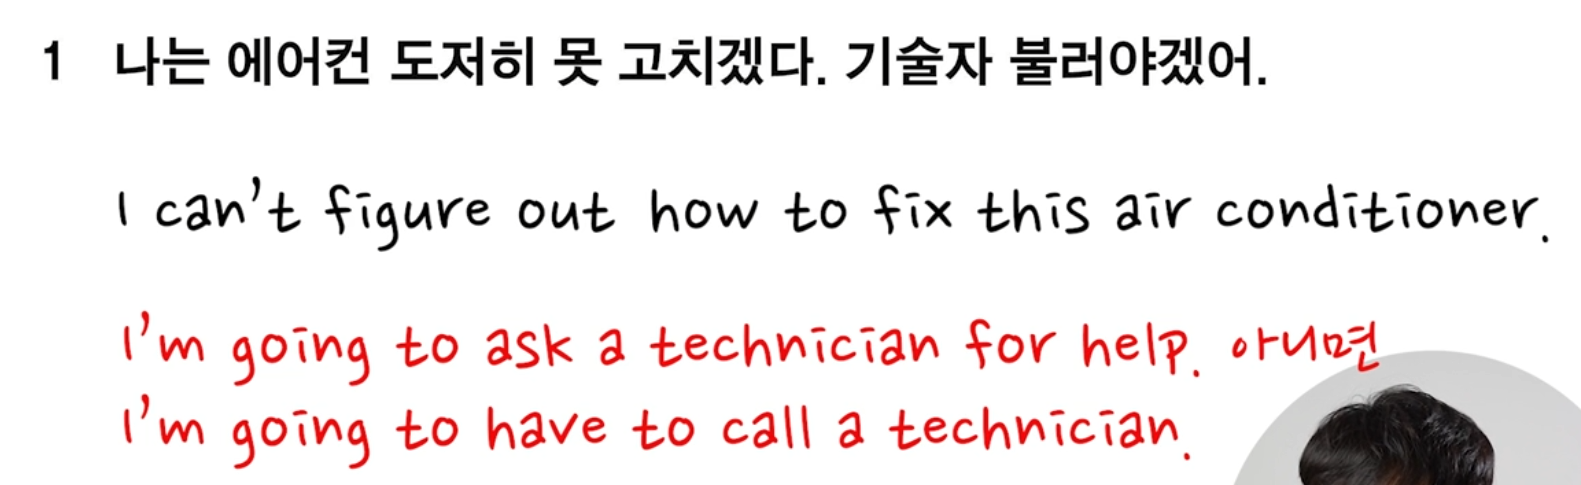 1 나는 에어컨 도저히 못 고치겠다. 기술자 불러야겠어.
I can't figure out how to fix this air conditioner.
I'm going to ask a technician for help. 아니면
I'm going to have to call a technician.